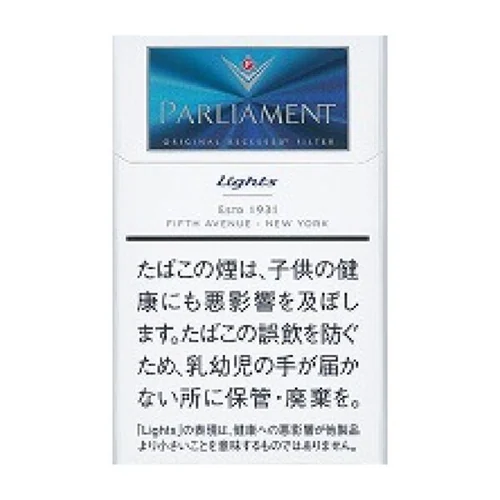 PARLIAMENT
ORIGINAL RECESSED FILTER
Lights
ESTD 1931
FIFTH AVENUE · NEW YORK
たばこの煙は、子供の健
康にも悪影響を及ぼし
ます。たばこの誤飲を防ぐ
ため、乳幼児の手が届か
ない所に保管・廃棄を。
「Lights」の表現は、健康への悪影響が他製品
より小さいことを意味するものではありません。